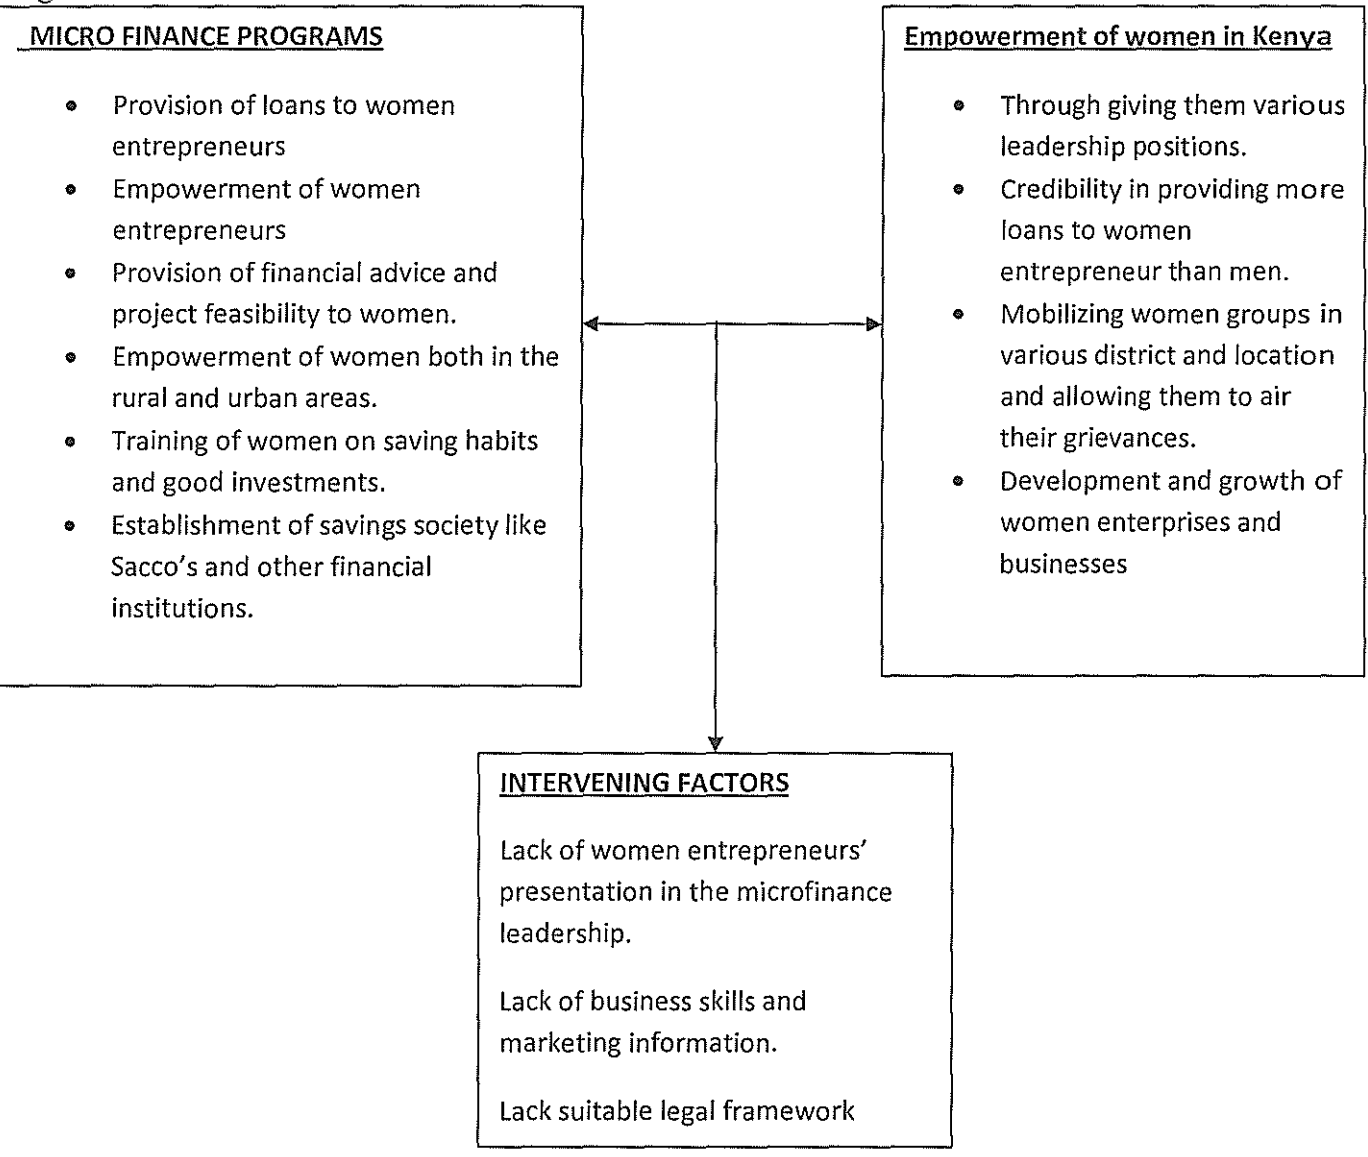 MICRO FINANCE PROGRAMS
• Provision of loans to women
entrepreneurs
• Empowerment of women
entrepreneurs
• Provision of financial advice and
project feasibility to women.
• Empowerment of women both in the
rural and urban areas.
• Training of women on saving habits
and good investments.
• Establishment of savings society like
Sacco's and other financial
institutions.
Empowerment of women in Kenya
• Through giving them various
leadership positions.
• Credibility in providing more
loans to women
entrepreneur than men.
• Mobilizing women groups in
various district and location
and allowing them to air
their grievances.
• Development and growth of
women enterprises and
businesses
INTERVENING FACTORS
Lack of women entrepreneurs'
presentation in the microfinance
leadership.
Lack of business skills and
marketing information.
Lack suitable legal framework